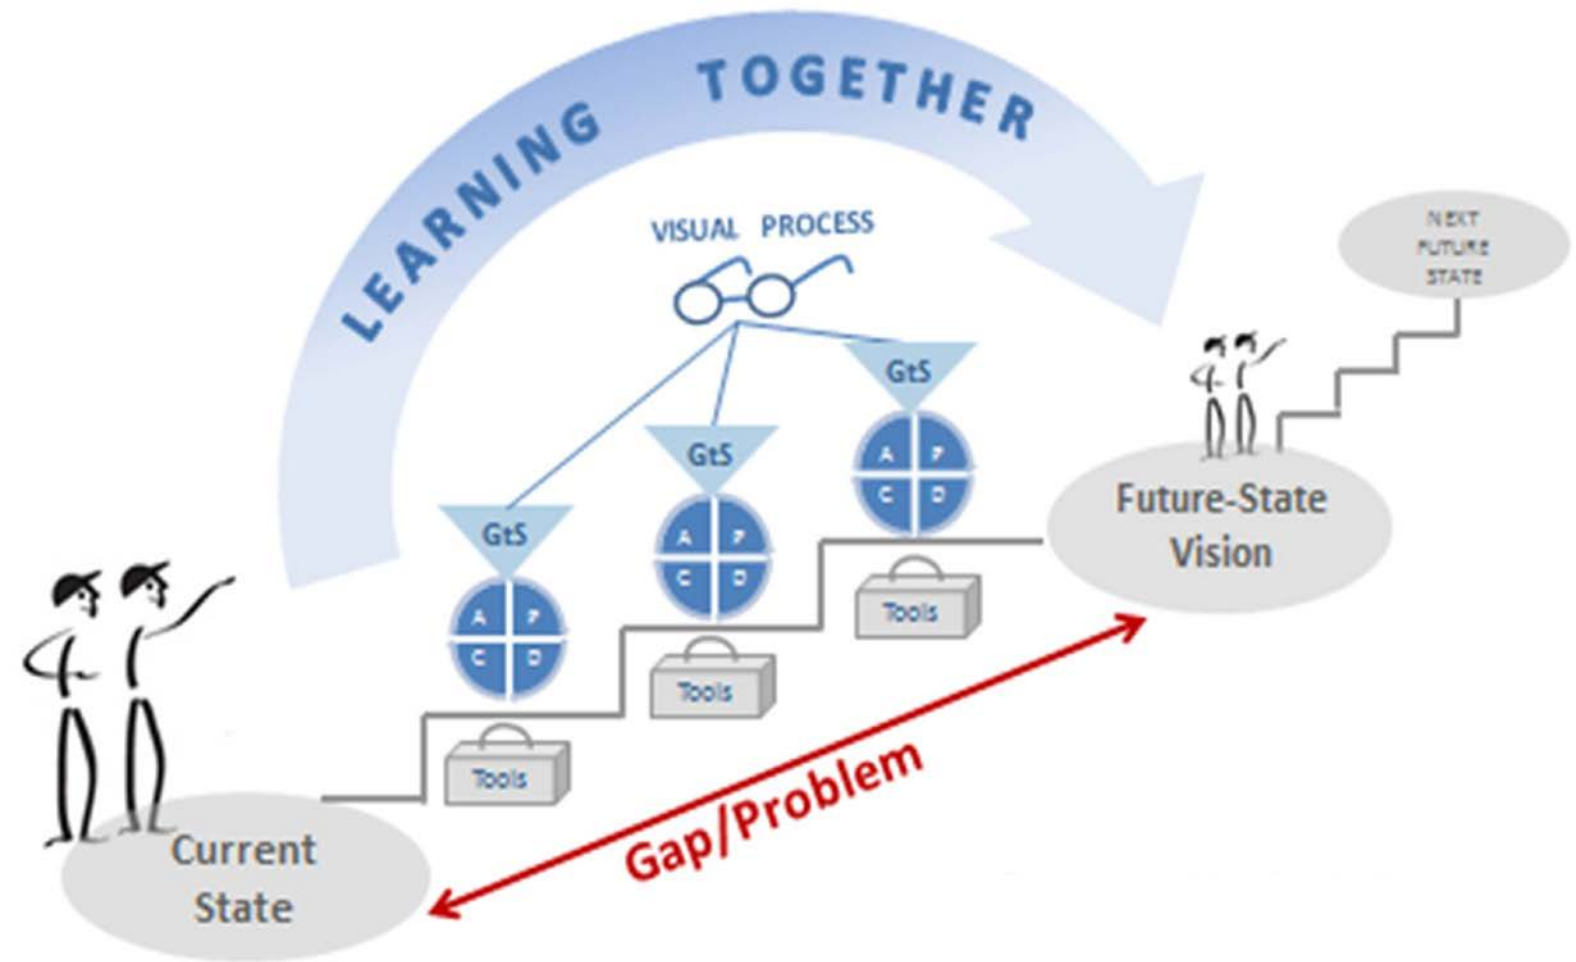 LEARNING TOGETHER
VISUAL PROCESS
NEXT
FUTURE
STATE
GtS
A P
C D
GtS
A P
C D
GtS
A P
C D
Future-State
Vision
Tools
Tools
Tools
Gap/Problem
Current
State